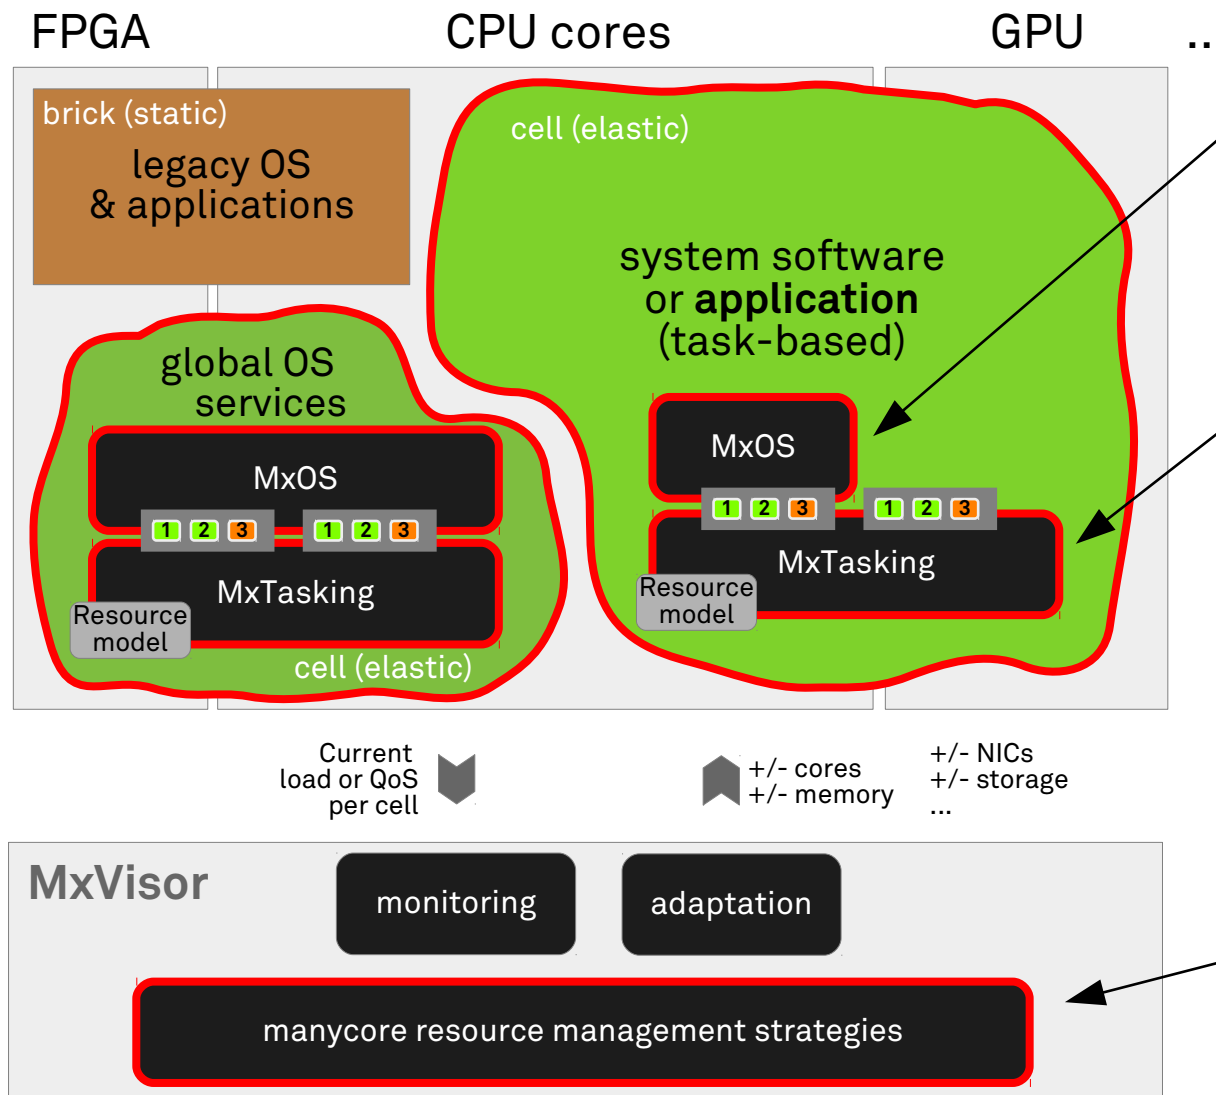 FPGA
CPU cores
GPU
..
brick (static)
legacy OS
& applications
cell (elastic)
system software
or application
(task-based)
global OS
services
MxOS
1 2 3
1 2 3
MxTasking
Resource
model
cell (elastic)
MxOS
1 2 3
1 2 3
MxTasking
Resource
model
Current
load or QoS
per cell
+/- cores
+/- memory
+/- NICs
+/- storage
...
MxVisor
monitoring
adaptation
manycore resource management strategies